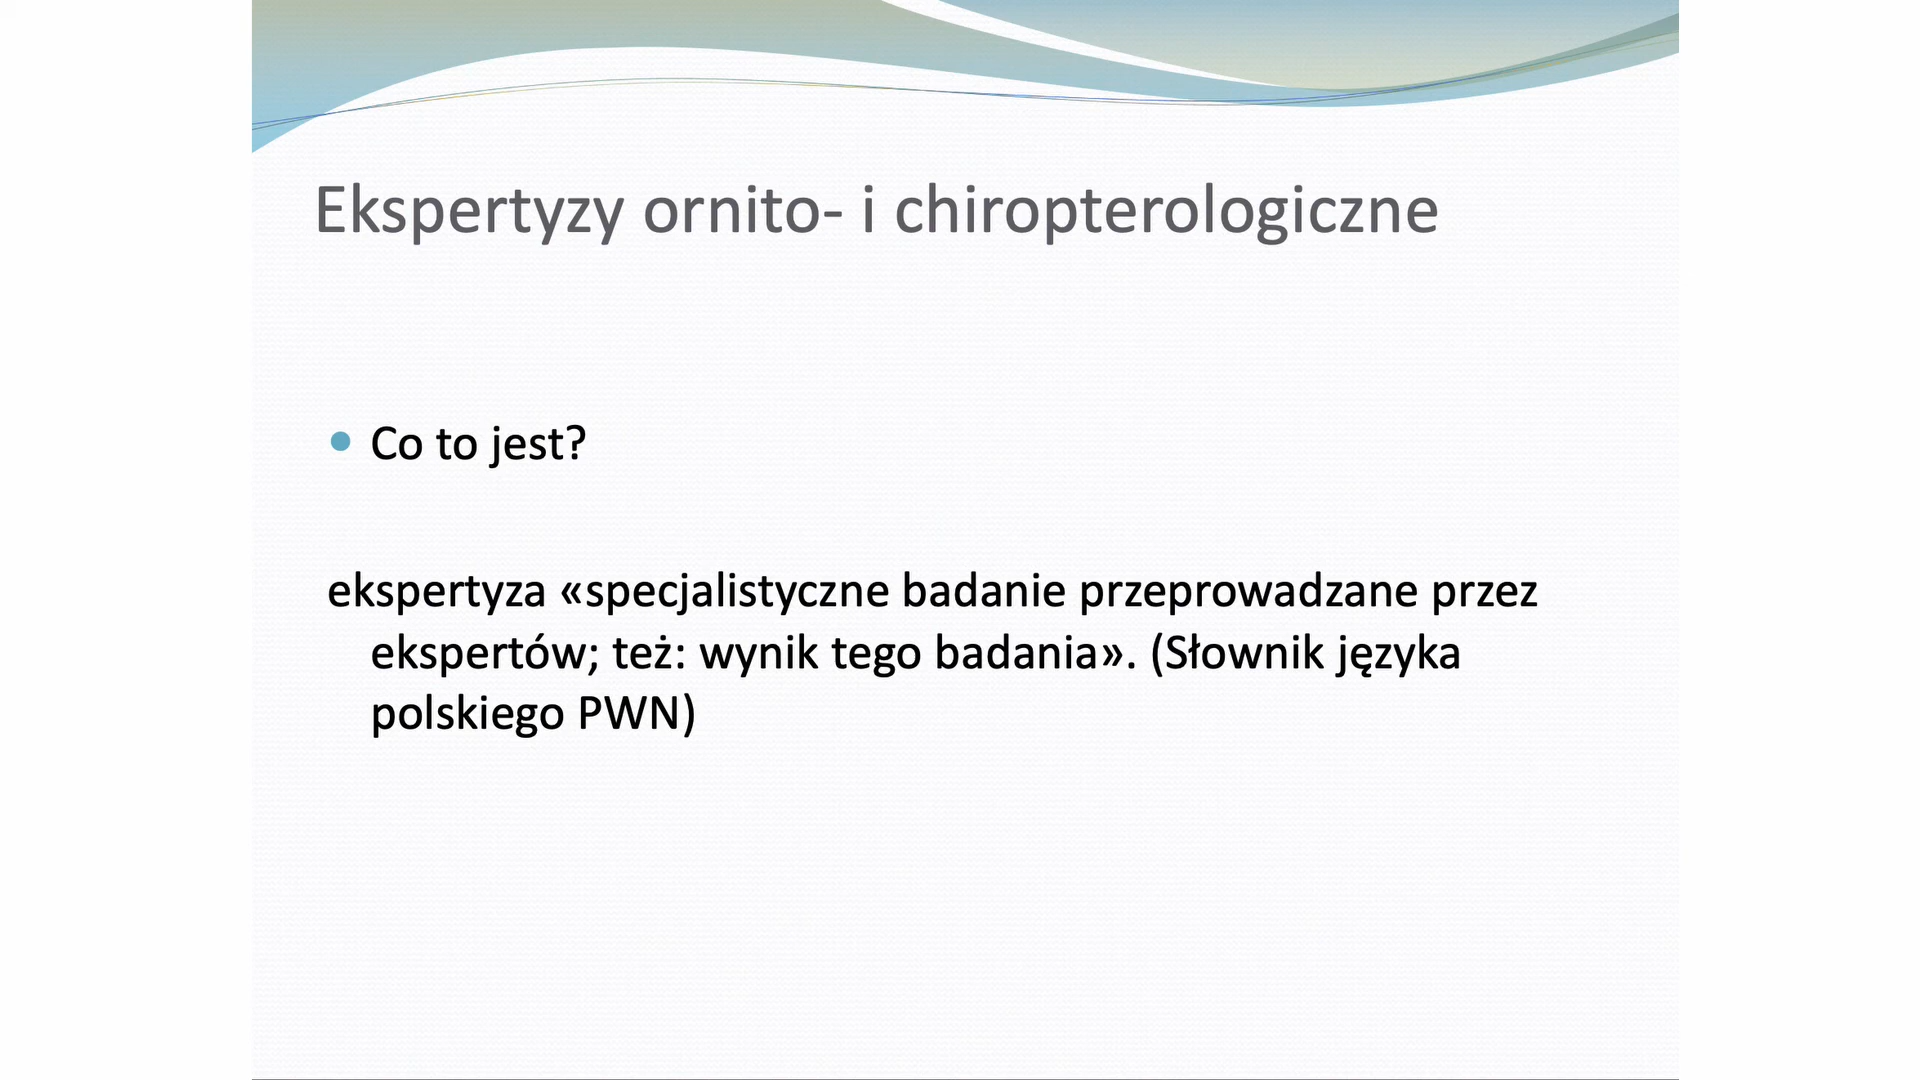 Ekspertyzy ornito- i chiropterologiczne
Co to jest?
ekspertyza «specjalistyczne badanie przeprowadzane przez
ekspertów; też: wynik tego badania». (Słownik języka
polskiego PWN)